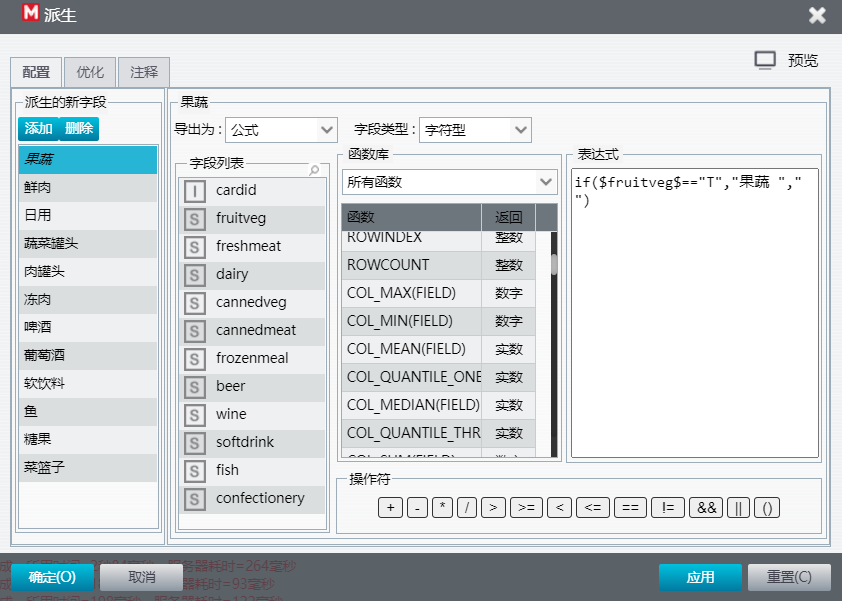 M 派生
预览
配置 优化 注释
派生的新字段
添加 删除
果蔬
鲜肉
日用
蔬菜罐头
肉罐头
冻肉
啤酒
葡萄酒
软饮料
鱼
糖果
菜篮子
果蔬
导出为： 公式 字段类型： 字符型
字段列表
I cardid
S fruitveg
S freshmeat
S dairy
S cannedveg
S cannedmeat
S frozenmeal
S beer
S wine
S softdrink
S fish
S confectionery
函数库
所有函数
函数 返回
ROWINDEX 整数
ROWCOUNT 整数
COL_MAX(FIELD) 数字
COL_MIN(FIELD) 数字
COL_MEAN(FIELD) 实数
COL_QUANTILE_ONE 实数
COL_MEDIAN(FIELD) 实数
COL_QUANTILE_THR 实数
表达式
if($fruitveg$=="T","果蔬 ","
")
操作符
+ - * / > >= < <= == != && || ()
服务器耗时=264毫秒
耗时=93毫秒
确定(O) 取消 应用 重置(C)